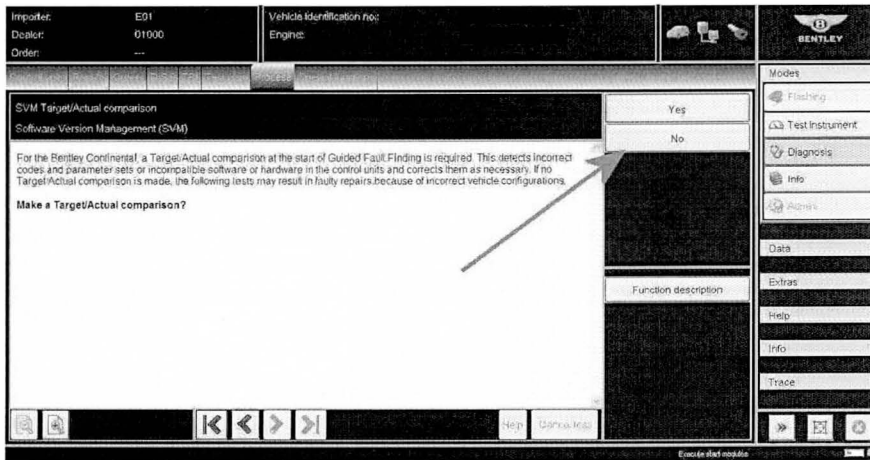 Importer: E01
Dealer: 01000
Order: ---
Vehicle identification no.:
Engine:
B
BENTLEY
Process
SVM Target/Actual comparison
Software Version Management (SVM)
For the Bentley Continental, a Target/Actual comparison at the start of Guided Fault Finding is required. This detects incorrect
codes and parameter sets or incompatible software or hardware in the control units and corrects them as necessary. If no
Target/Actual comparison is made, the following tests may result in faulty repairs because of incorrect vehicle configurations.
Make a Target/Actual comparison?
Yes
No
Function description
Modes
Flashing
Test Instrument
Diagnosis
Info
Admin
Data
Extras
Help
Info
Trace
Help
Cancel test
Execute start modules